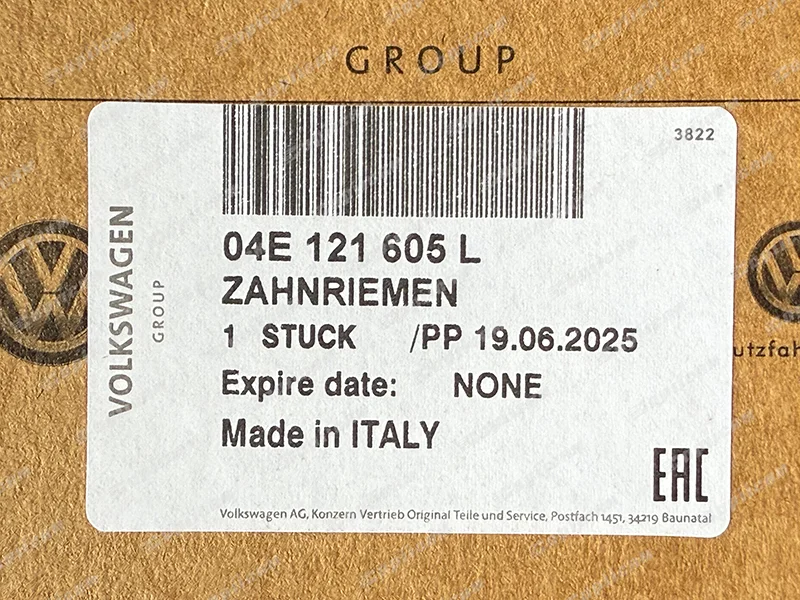 GROUP
3822
VOLKSWAGEN
GROUP
04E 121 605 L
ZAHNRIEMEN
1 STUCK /PP 19.06.2025
Expire date: NONE
Made in ITALY
EAC
Volkswagen AG, Konzern Vertrieb Original Teile und Service, Postfach 1451, 34219 Baunatal
utzfah